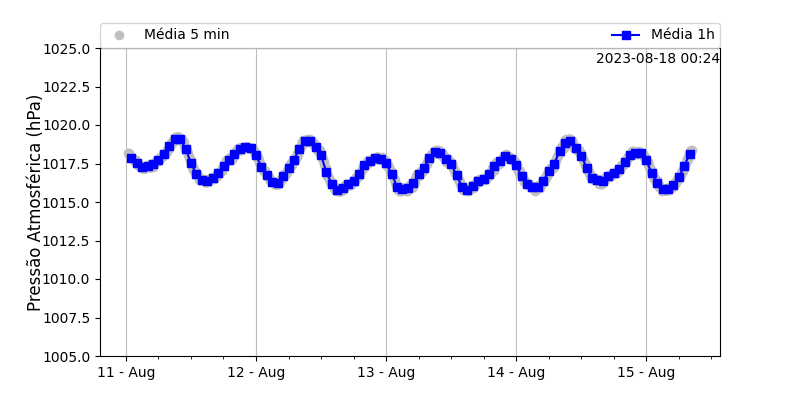 Média 5 min
Média 1h
2023-08-18 00:24
Pressão Atmosférica (hPa)
1025.0
1022.5
1020.0
1017.5
1015.0
1012.5
1010.0
1007.5
1005.0
11 - Aug
12 - Aug
13 - Aug
14 - Aug
15 - Aug